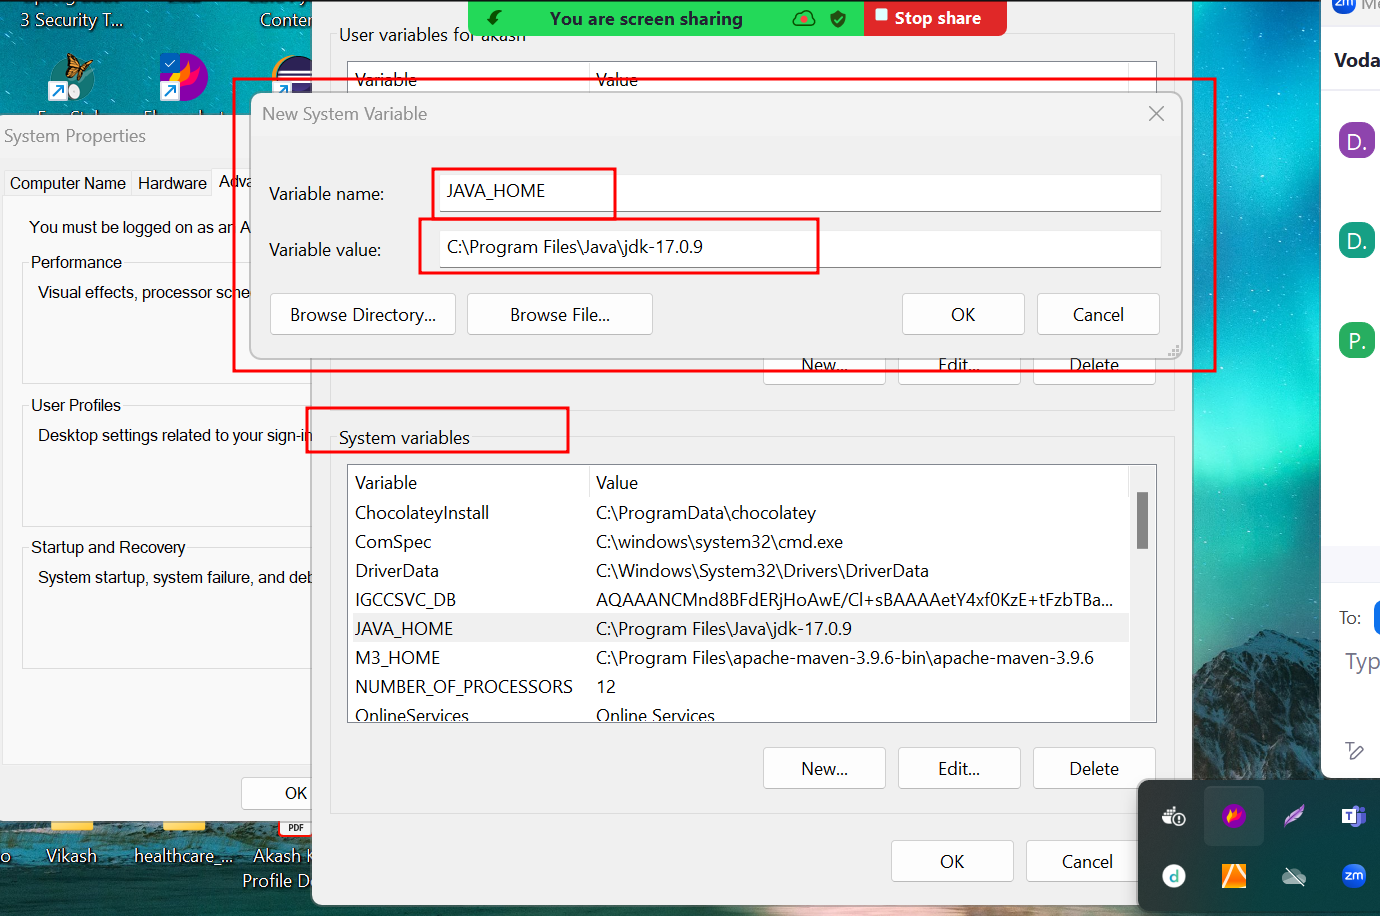 3 Security T...
Conten
You are screen sharing
Stop share
User variables for akash
Variable
Value
New System Variable
Variable name:
JAVA_HOME
Variable value:
C:\Program Files\Java\jdk-17.0.9
Browse Directory...
Browse File...
OK
Cancel
New...
Edit...
Delete
System Properties
Computer Name
Hardware
Adva
You must be logged on as an A
Performance
Visual effects, processor sche
User Profiles
Desktop settings related to your sign-in
Startup and Recovery
System startup, system failure, and deb
OK
System variables
Variable
Value
ChocolateyInstall
C:\ProgramData\chocolatey
ComSpec
C:\windows\system32\cmd.exe
DriverData
C:\Windows\System32\Drivers\DriverData
IGCCSVC_DB
AQAAANCMnd8BFdERjHoAwE/Cl+sBAAAAetY4xf0KzE+tFzbTBa...
JAVA_HOME
C:\Program Files\Java\jdk-17.0.9
M3_HOME
C:\Program Files\apache-maven-3.9.6-bin\apache-maven-3.9.6
NUMBER_OF_PROCESSORS
12
OnlineServices
Online Services
New...
Edit...
Delete
OK
Cancel
PDF
o
Vikash
healthcare_...
Akash K
Profile D
zm
Me
Voda
D.
D.
P.
To:
Typ
T
d
zm